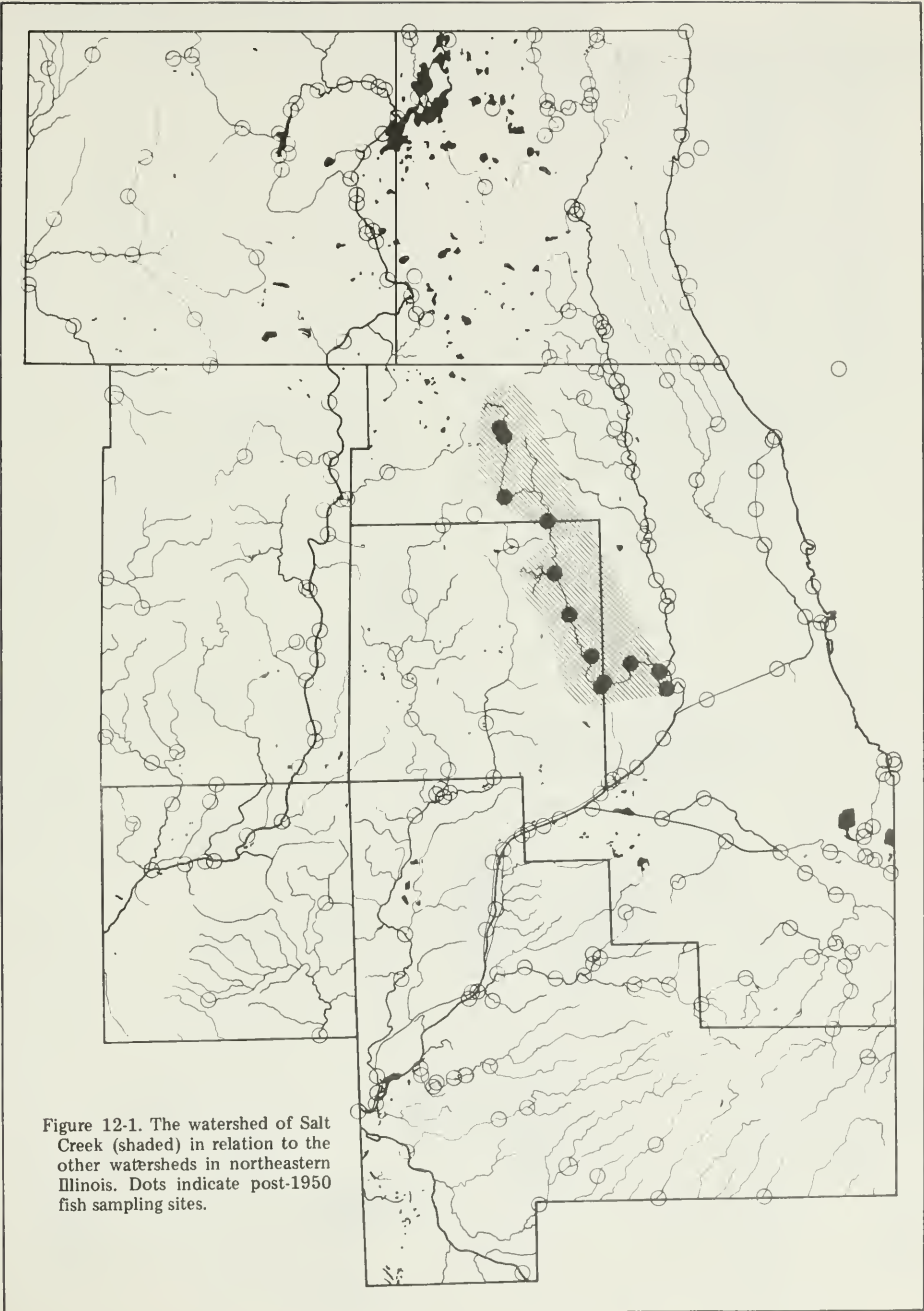 Figure 12-1. The watershed of Salt
Creek (shaded) in relation to the
other watersheds in northeastern
Illinois. Dots indicate post-1950
fish sampling sites.